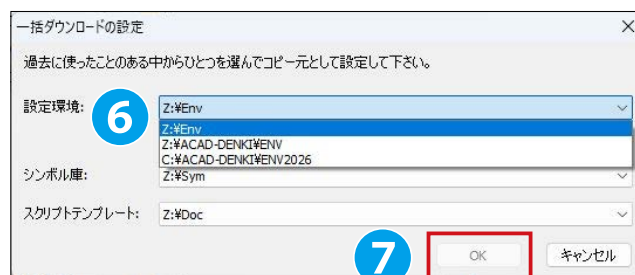 一括ダウンロードの設定
過去に使ったことのある中からひとつを選んでコピー元として設定して下さい。
設定環境: 6 Z:¥Env
Z:¥Env
Z:¥ACAD-DENKI¥ENV
C:¥ACAD-DENKI¥ENV2026
シンボル庫: Z:¥Sym
スクリプトテンプレート: Z:¥Doc
7 OK キャンセル